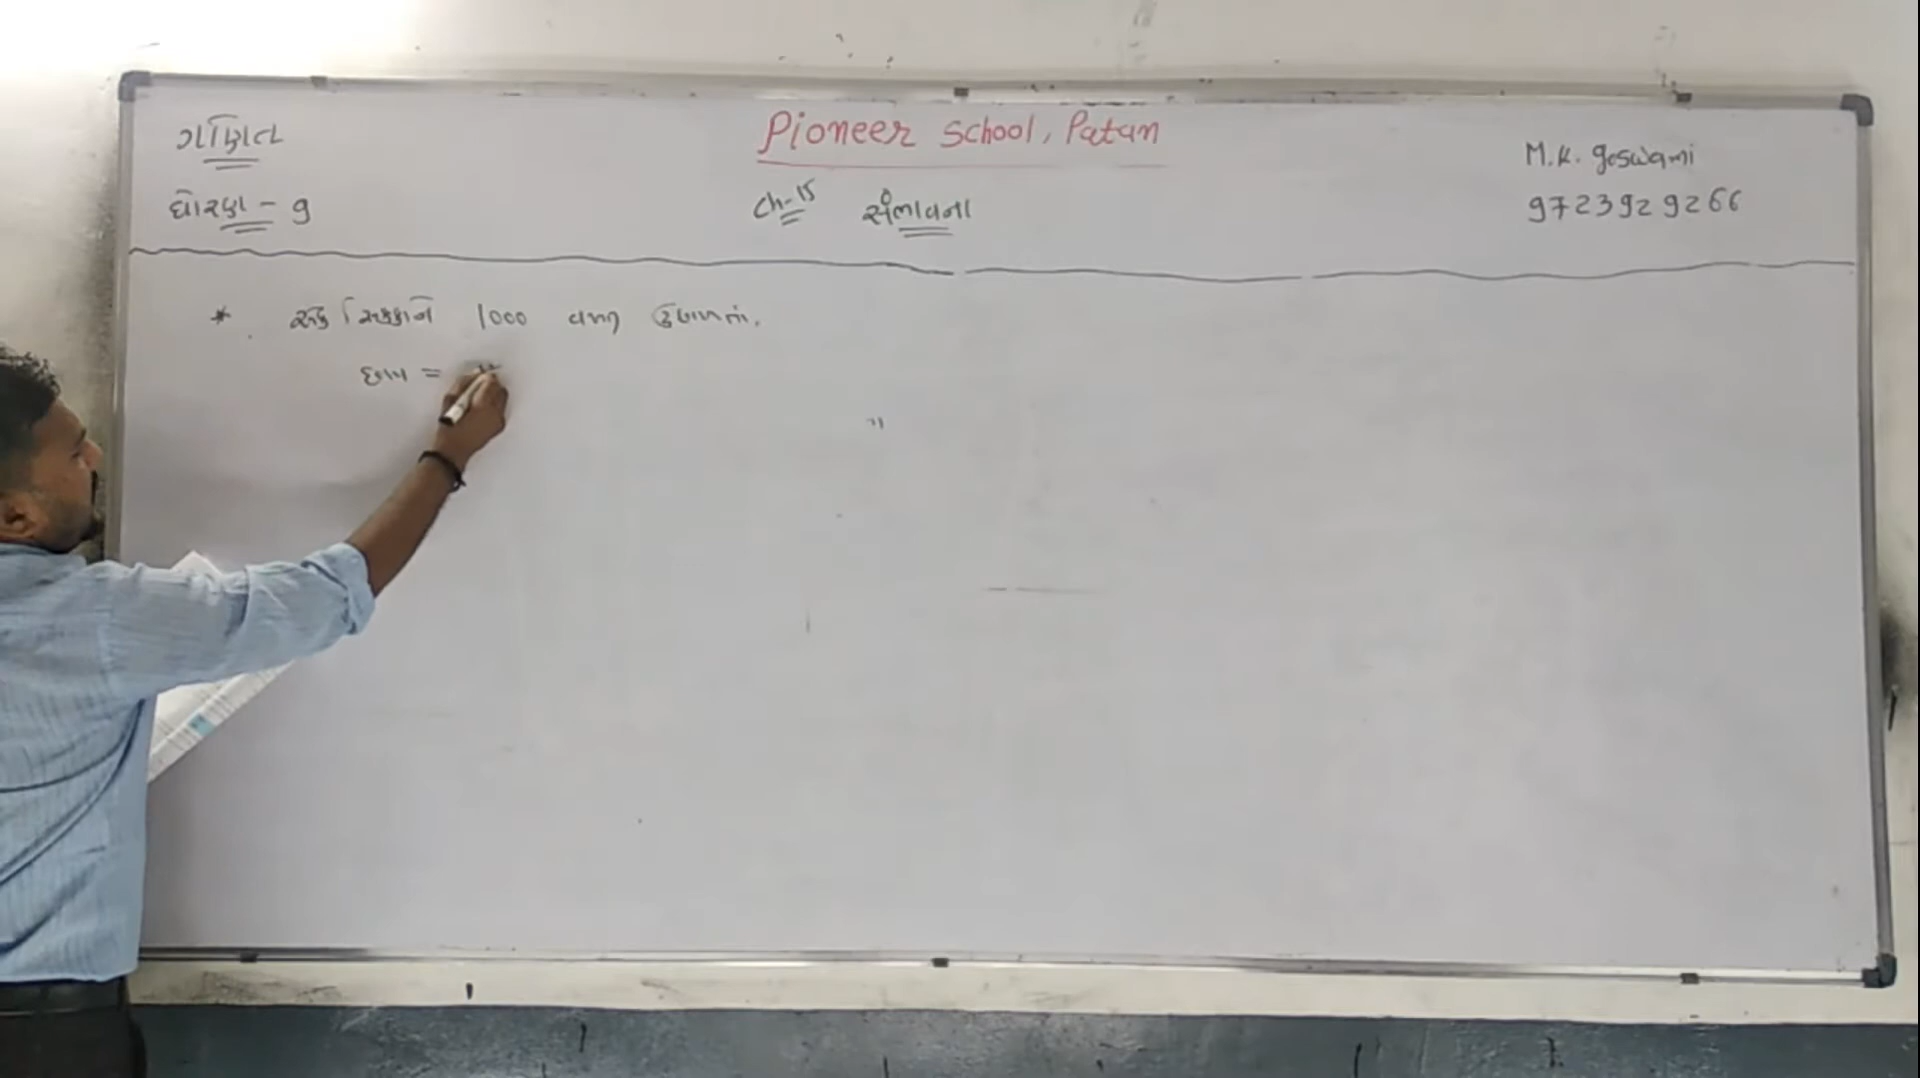 ગણિત
Pioneer School, Patan
M.K. goswami
ધોરણ - 9
Ch-15 સંભાવના
9723929266
* એક સિક્કાને 1000 વખત ઉછાળતાં.
છાપ =